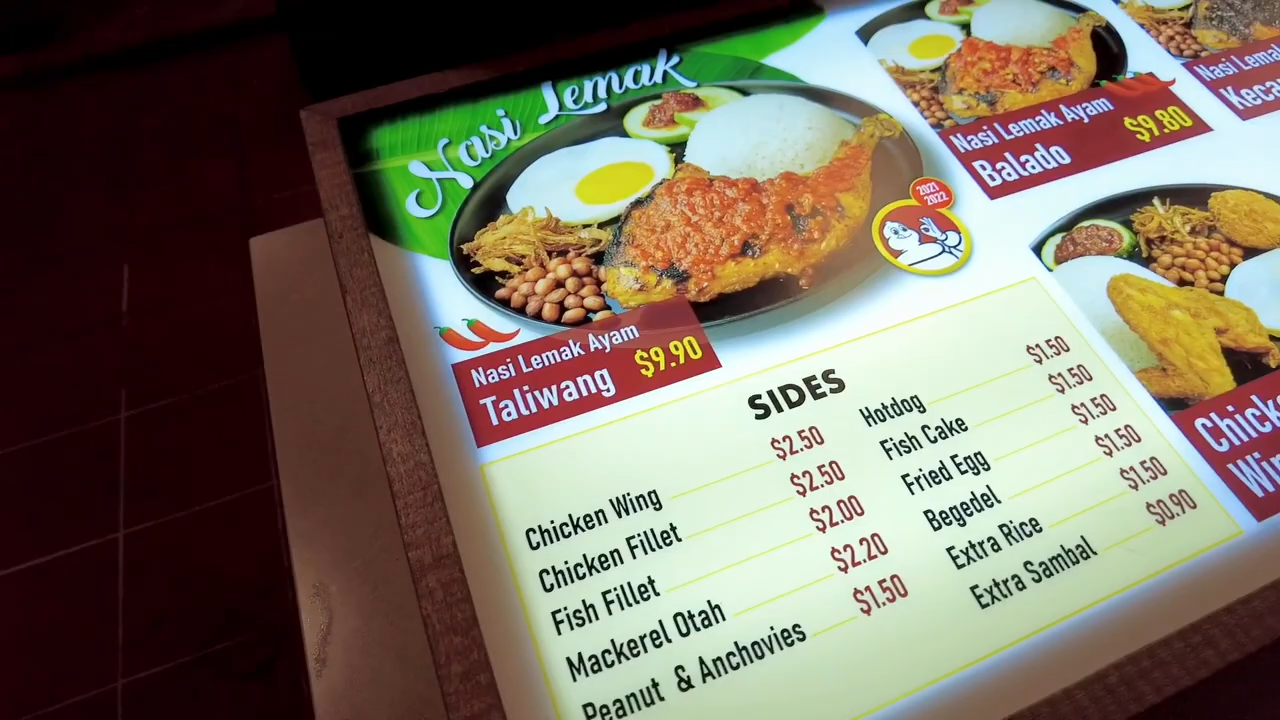 Nasi Lemak
2021
2022
Nasi Lemak Ayam
Taliwang
$9.90
Nasi Lemak Ayam
Balado
$9.80
Nasi
SIDES
Chicken Wing $2.50
Chicken Fillet $2.50
Fish Fillet $2.00
Mackerel Otah $2.20
Peanut & Anchovies $1.50
Hotdog $1.50
Fish Cake $1.50
Fried Egg $1.50
Begedel $1.50
Extra Rice $1.50
Extra Sambal $0.90